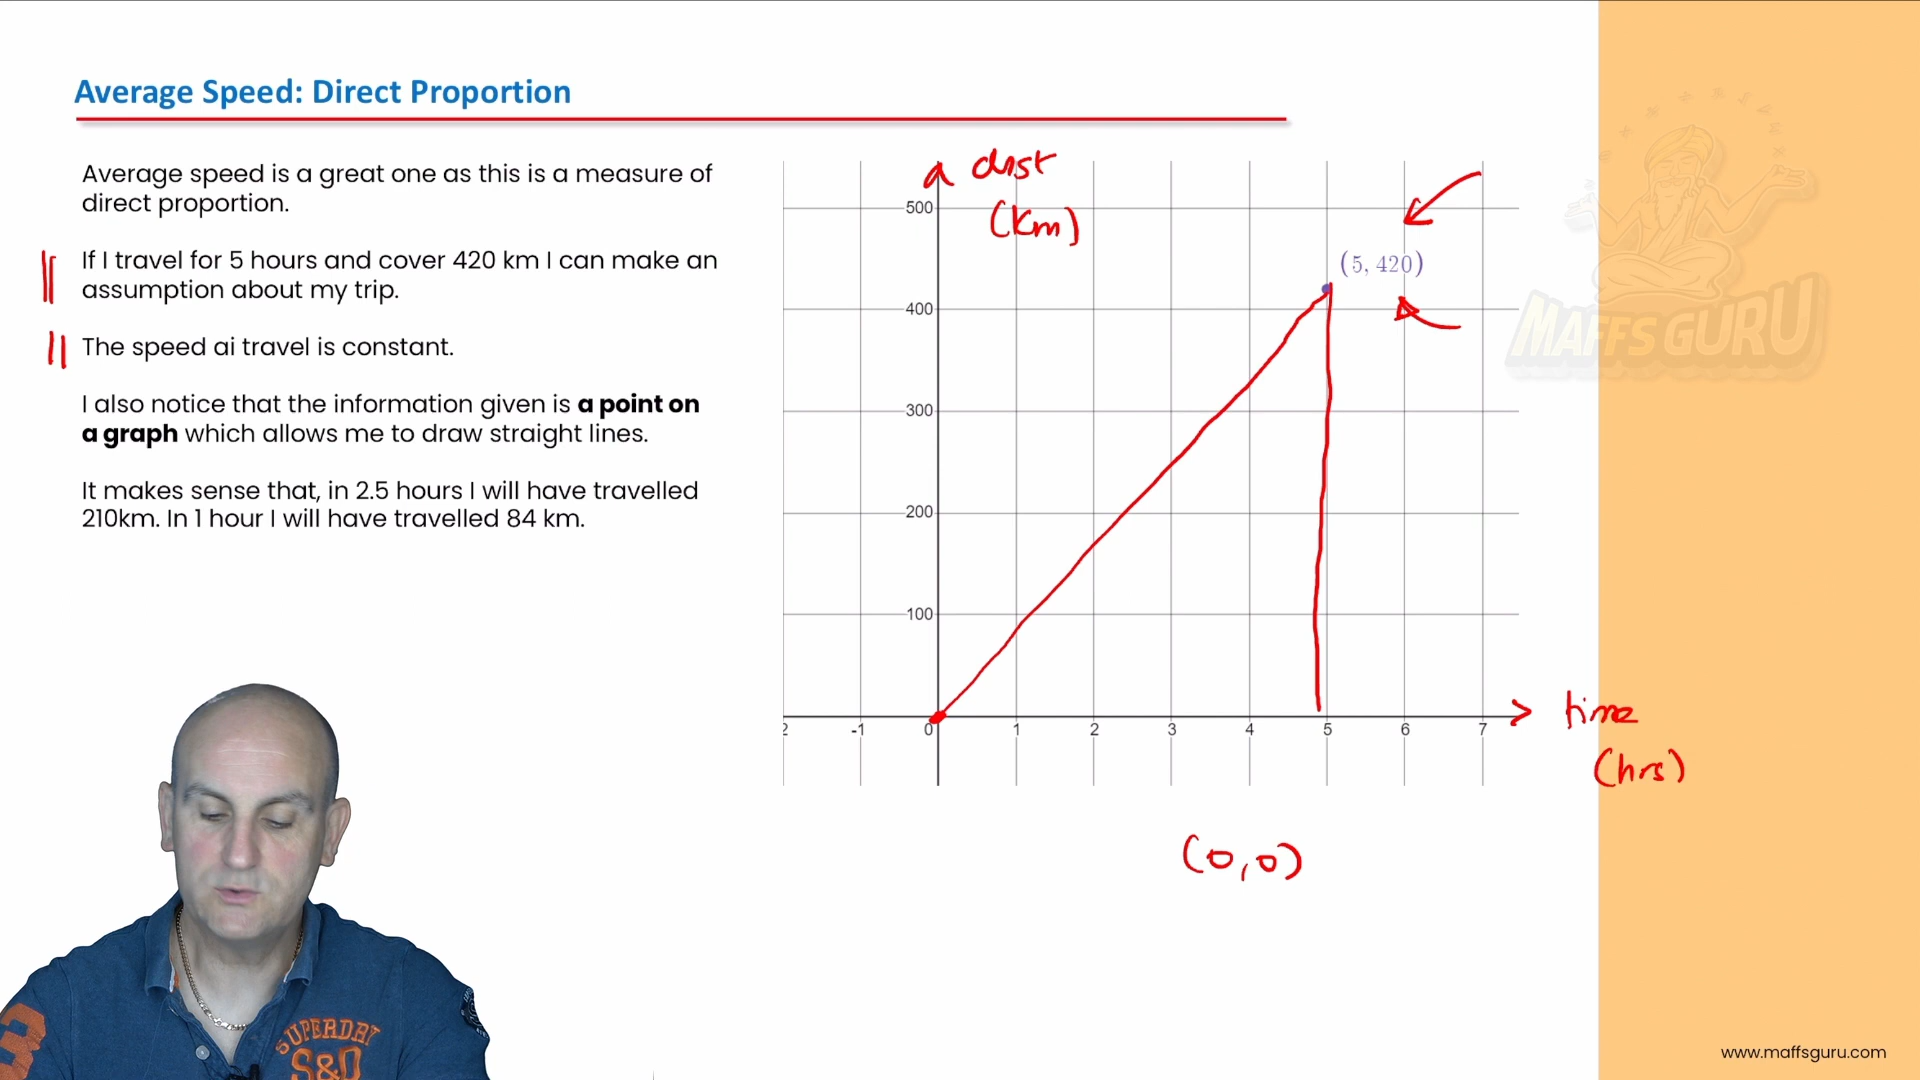 Average Speed: Direct Proportion
Average speed is a great one as this is a measure of
direct proportion.
If I travel for 5 hours and cover 420 km I can make an
assumption about my trip.
The speed ai travel is constant.
I also notice that the information given is a point on
a graph which allows me to draw straight lines.
It makes sense that, in 2.5 hours I will have travelled
210km. In 1 hour I will have travelled 84 km.
dist
(km)
500
(5, 420)
400
300
200
100
2 -1 0 1 2 3 4 5 6 7
time
(hrs)
(0,0)
MAFFS GURU
SUPERDRY
S&D
3
www.maffsguru.com